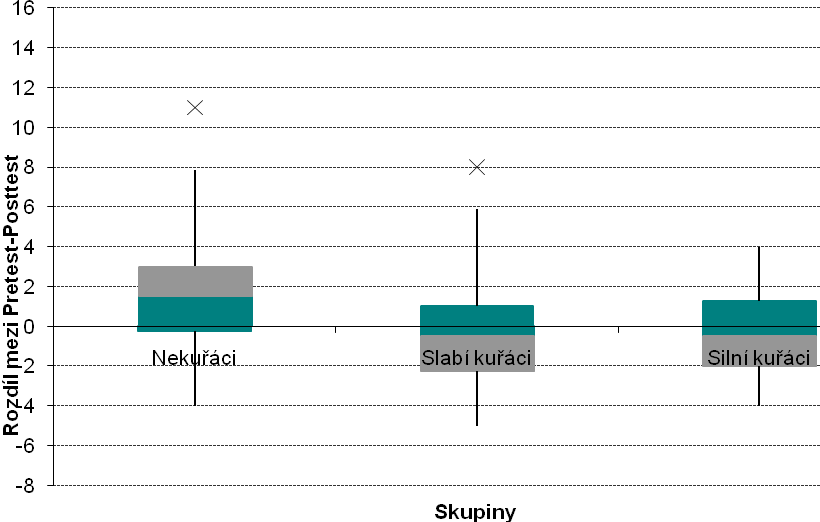 16
14
12
10
8
6
4
2
0
-2
-4
-6
-8
Rozdíl mezi Pretest-Posttest
Nekuřáci
Slabí kuřáci
Silní kuřáci
Skupiny